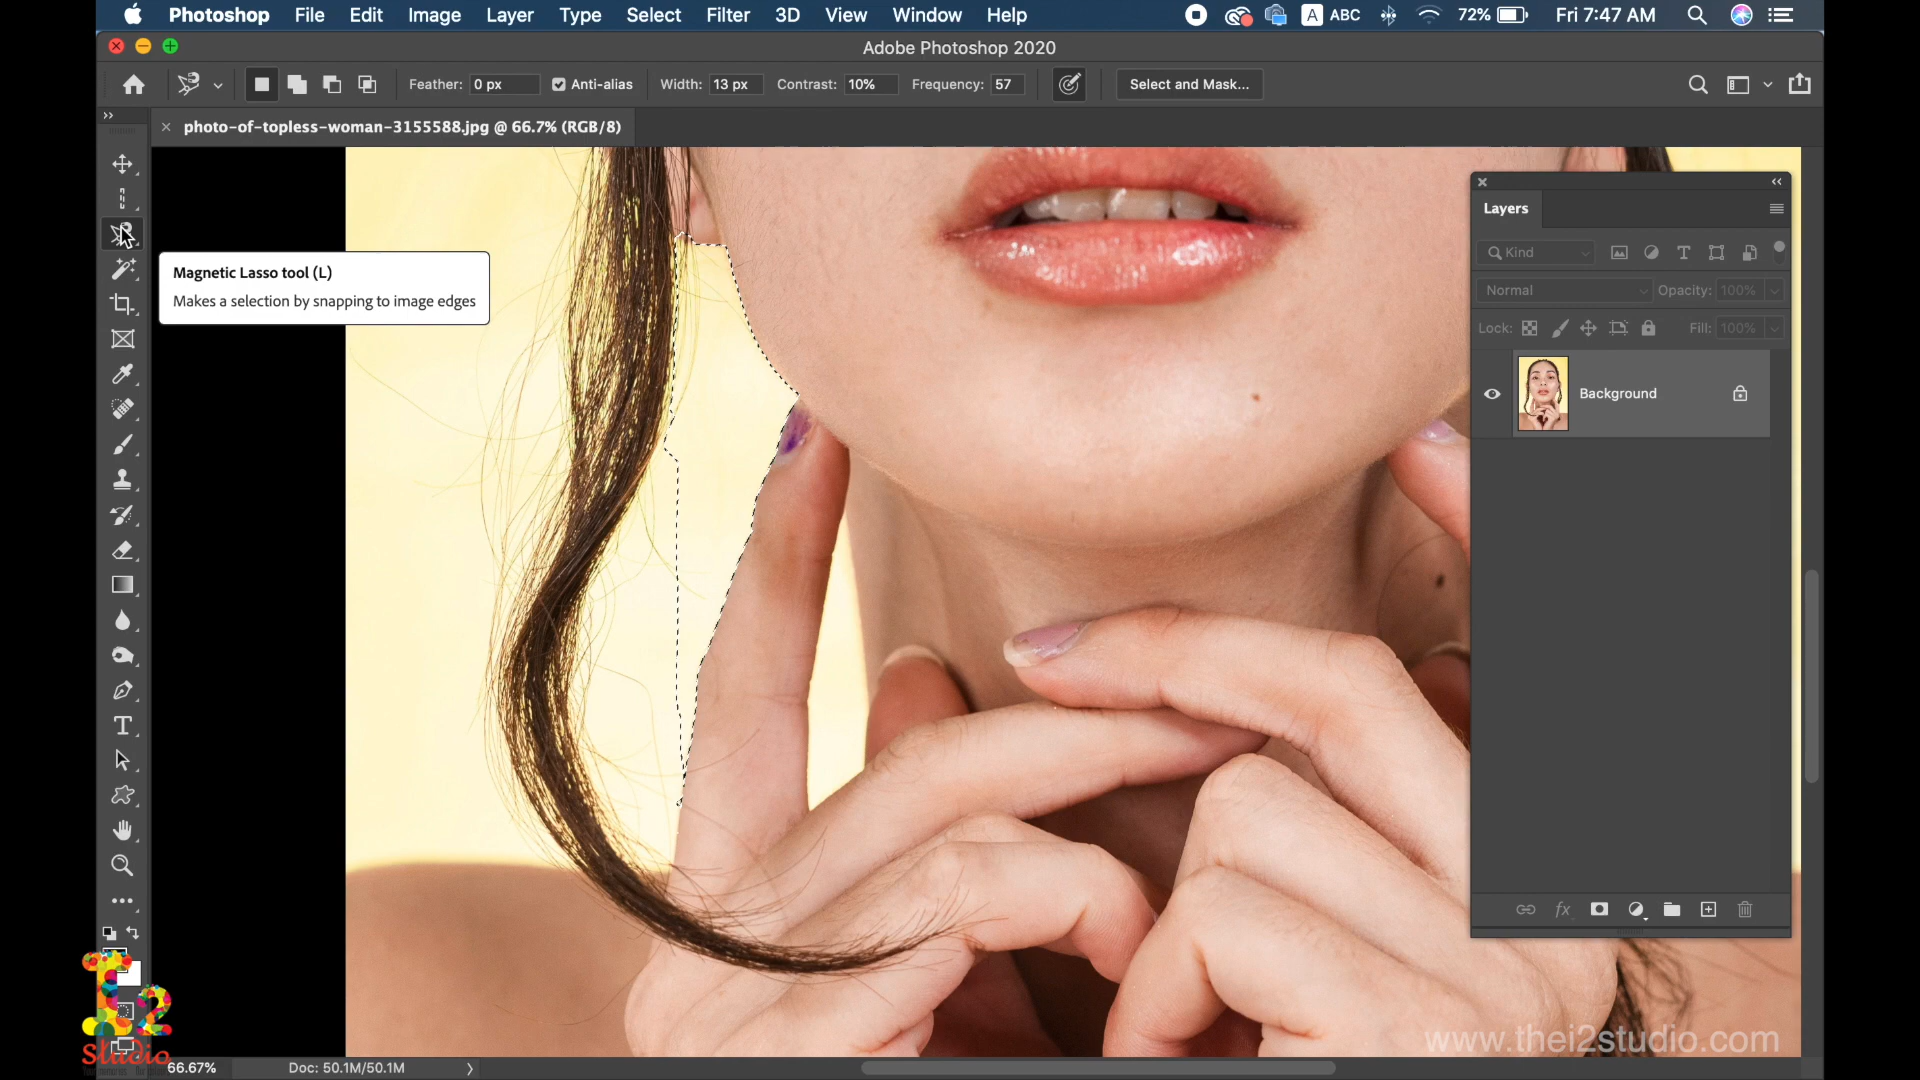 Photoshop File Edit Image Layer Type Select Filter 3D View Window Help A ABC 72% Fri 7:47 AM
Adobe Photoshop 2020
Feather: 0 px Anti-alias Width: 13 px Contrast: 10% Frequency: 57 Select and Mask...
photo-of-topless-woman-3155588.jpg @ 66.7% (RGB/8)
Layers
Kind
Normal Opacity: 100%
Lock: Fill: 100%
Background
Magnetic Lasso tool (L)
Makes a selection by snapping to image edges
fx
I2
Studio
www.thei2studio.com
66.67% Doc: 50.1M/50.1M